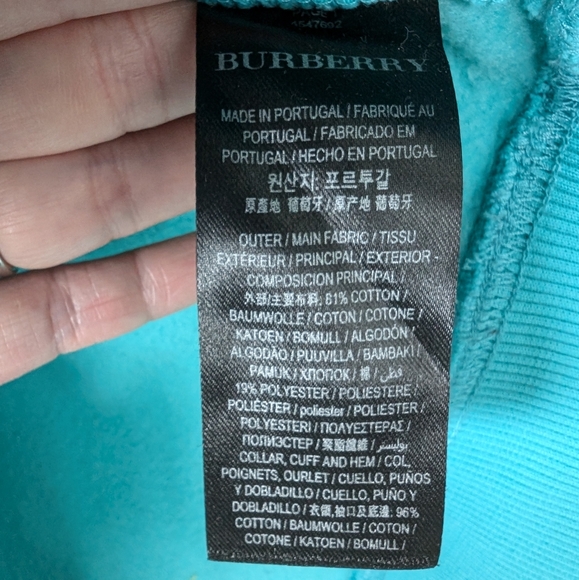 BURBERRY
MADE IN PORTUGAL / FABRIQUÉ AU
PORTUGAL / FABRICADO EM
PORTUGAL / HECHO EN PORTUGAL
원산지: 포르투갈
原產地 葡萄牙 / 原产地 葡萄牙
OUTER / MAIN FABRIC / TISSU
EXTÉRIEUR / PRINCIPAL / EXTERIOR -
COMPOSICIÓN PRINCIPAL /
外部/主要布料: 81% COTTON /
BAUMWOLLE / COTON / COTONE /
KATOEN / BOMULL / ALGODÓN /
ALGODÃO / PUUVILLA / BAMBAKI /
PAMUK / ХЛОПОК / 棉 / قطن /
19% POLYESTER / POLIESTERE /
POLIÉSTER / poliester / POLIESTER /
POLYESTERI / ΠΟΛΥΕΣΤΕΡΑΣ /
ПОЛИЭСТЕР / 聚酯纖維 / بوليستر /
COLLAR, CUFF AND HEM / COL,
POIGNETS, OURLET / CUELLO, PUÑOS
Y DOBLADILLO / CUELLO, PUÑO Y
DOBLADILLO / 衣領,袖口及底邊: 96%
COTTON / BAUMWOLLE / COTON /
COTONE / KATOEN / BOMULL /